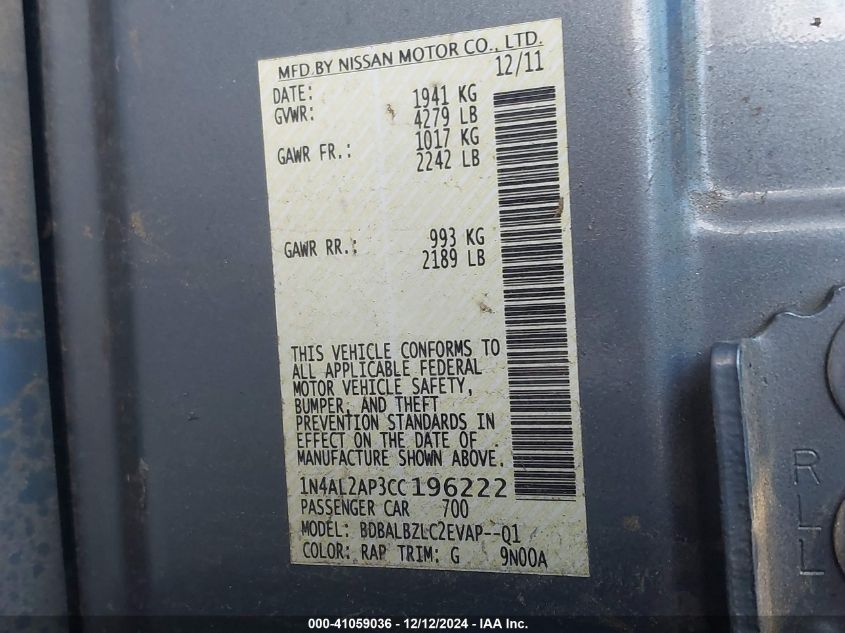 MFD.BY NISSAN MOTOR CO., LTD.
DATE: 12/11
GVWR: 1941 KG
4279 LB
GAWR FR.: 1017 KG
2242 LB
GAWR RR.: 993 KG
2189 LB
THIS VEHICLE CONFORMS TO
ALL APPLICABLE FEDERAL
MOTOR VEHICLE SAFETY,
BUMPER, AND THEFT
PREVENTION STANDARDS IN
EFFECT ON THE DATE OF
MANUFACTURE SHOWN ABOVE.
1N4AL2AP3CC196222
PASSENGER CAR 700
MODEL: BDBALBZLC2EVAP--Q1
COLOR: RAP TRIM: G 9N00A
RLL
000-41059036 - 12/12/2024 - IAA Inc.